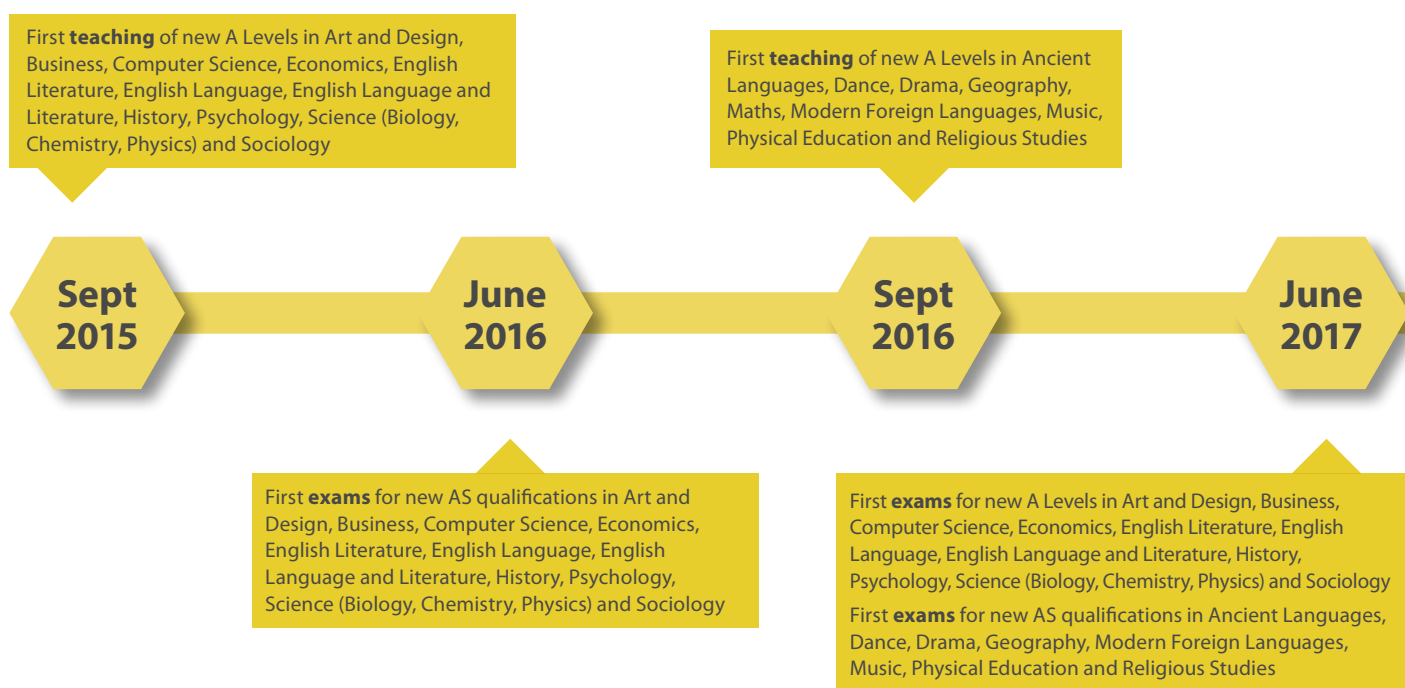 First teaching of new A Levels in Art and Design,
Business, Computer Science, Economics, English
Literature, English Language, English Language and
Literature, History, Psychology, Science (Biology,
Chemistry, Physics) and Sociology
First teaching of new A Levels in Ancient
Languages, Dance, Drama, Geography,
Maths, Modern Foreign Languages, Music,
Physical Education and Religious Studies
Sept
2015
June
2016
Sept
2016
June
2017
First exams for new AS qualifications in Art and
Design, Business, Computer Science, Economics,
English Literature, English Language, English
Language and Literature, History, Psychology,
Science (Biology, Chemistry, Physics) and Sociology
First exams for new A Levels in Art and Design, Business,
Computer Science, Economics, English Literature, English
Language, English Language and Literature, History,
Psychology, Science (Biology, Chemistry, Physics) and Sociology
First exams for new AS qualifications in Ancient Languages,
Dance, Drama, Geography, Modern Foreign Languages,
Music, Physical Education and Religious Studies